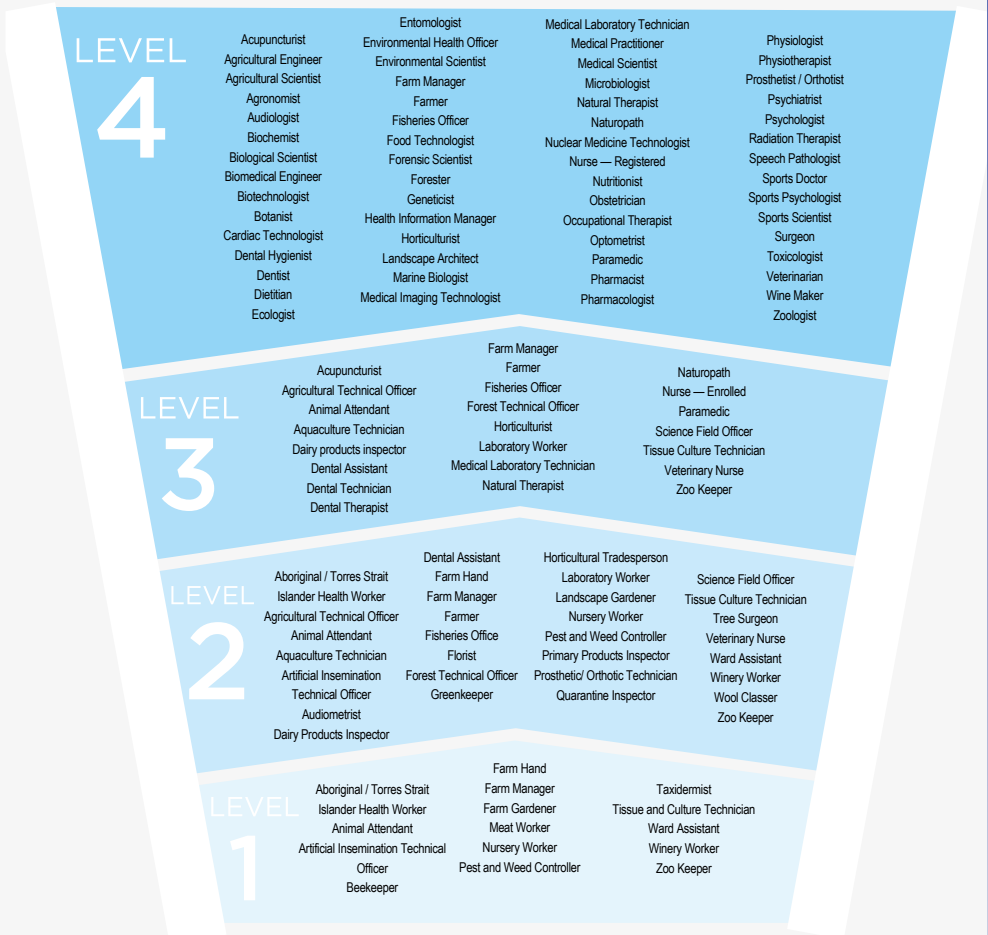 LEVEL
4
Acupuncturist
Agricultural Engineer
Agricultural Scientist
Agronomist
Audiologist
Biochemist
Biological Scientist
Biomedical Engineer
Biotechnologist
Botanist
Cardiac Technologist
Dental Hygienist
Dentist
Dietitian
Ecologist
Entomologist
Environmental Health Officer
Environmental Scientist
Farm Manager
Farmer
Fisheries Officer
Food Technologist
Forensic Scientist
Forester
Geneticist
Health Information Manager
Horticulturist
Landscape Architect
Marine Biologist
Medical Imaging Technologist
Medical Laboratory Technician
Medical Practitioner
Medical Scientist
Microbiologist
Natural Therapist
Naturopath
Nuclear Medicine Technologist
Nurse — Registered
Nutritionist
Obstetrician
Occupational Therapist
Optometrist
Paramedic
Pharmacist
Pharmacologist
Physiologist
Physiotherapist
Prosthetist / Orthotist
Psychiatrist
Psychologist
Radiation Therapist
Speech Pathologist
Sports Doctor
Sports Psychologist
Sports Scientist
Surgeon
Toxicologist
Veterinarian
Wine Maker
Zoologist
LEVEL
3
Acupuncturist
Agricultural Technical Officer
Animal Attendant
Aquaculture Technician
Dairy products inspector
Dental Assistant
Dental Technician
Dental Therapist
Farm Manager
Farmer
Fisheries Officer
Forest Technical Officer
Horticulturist
Laboratory Worker
Medical Laboratory Technician
Natural Therapist
Naturopath
Nurse — Enrolled
Paramedic
Science Field Officer
Tissue Culture Technician
Veterinary Nurse
Zoo Keeper
LEVEL
2
Aboriginal / Torres Strait
Islander Health Worker
Agricultural Technical Officer
Animal Attendant
Aquaculture Technician
Artificial Insemination
Technical Officer
Audiometrist
Dairy Products Inspector
Dental Assistant
Farm Hand
Farm Manager
Farmer
Fisheries Office
Florist
Forest Technical Officer
Greenkeeper
Horticultural Tradesperson
Laboratory Worker
Landscape Gardener
Nursery Worker
Pest and Weed Controller
Primary Products Inspector
Prosthetic/ Orthotic Technician
Quarantine Inspector
Science Field Officer
Tissue Culture Technician
Tree Surgeon
Veterinary Nurse
Ward Assistant
Winery Worker
Wool Classer
Zoo Keeper
LEVEL
1
Aboriginal / Torres Strait
Islander Health Worker
Animal Attendant
Artificial Insemination Technical
Officer
Beekeeper
Farm Hand
Farm Manager
Farm Gardener
Meat Worker
Nursery Worker
Pest and Weed Controller
Taxidermist
Tissue and Culture Technician
Ward Assistant
Winery Worker
Zoo Keeper